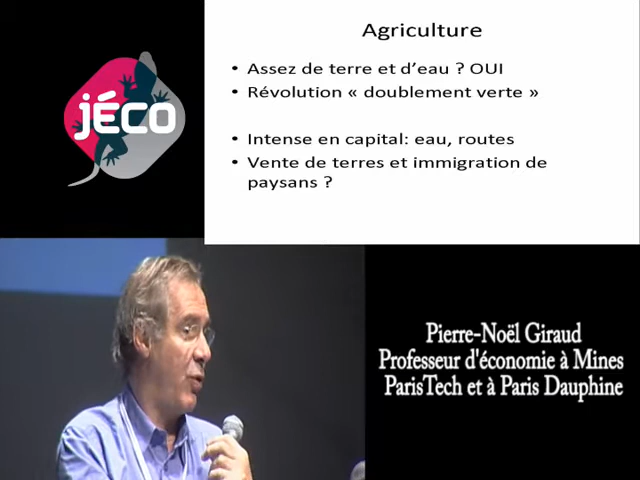 jéco
Agriculture
• Assez de terre et d’eau ? OUI
• Révolution « doublement verte »
• Intense en capital: eau, routes
• Vente de terres et immigration de
paysans ?
Pierre-Noël Giraud
Professeur d'économie à Mines
ParisTech et à Paris Dauphine